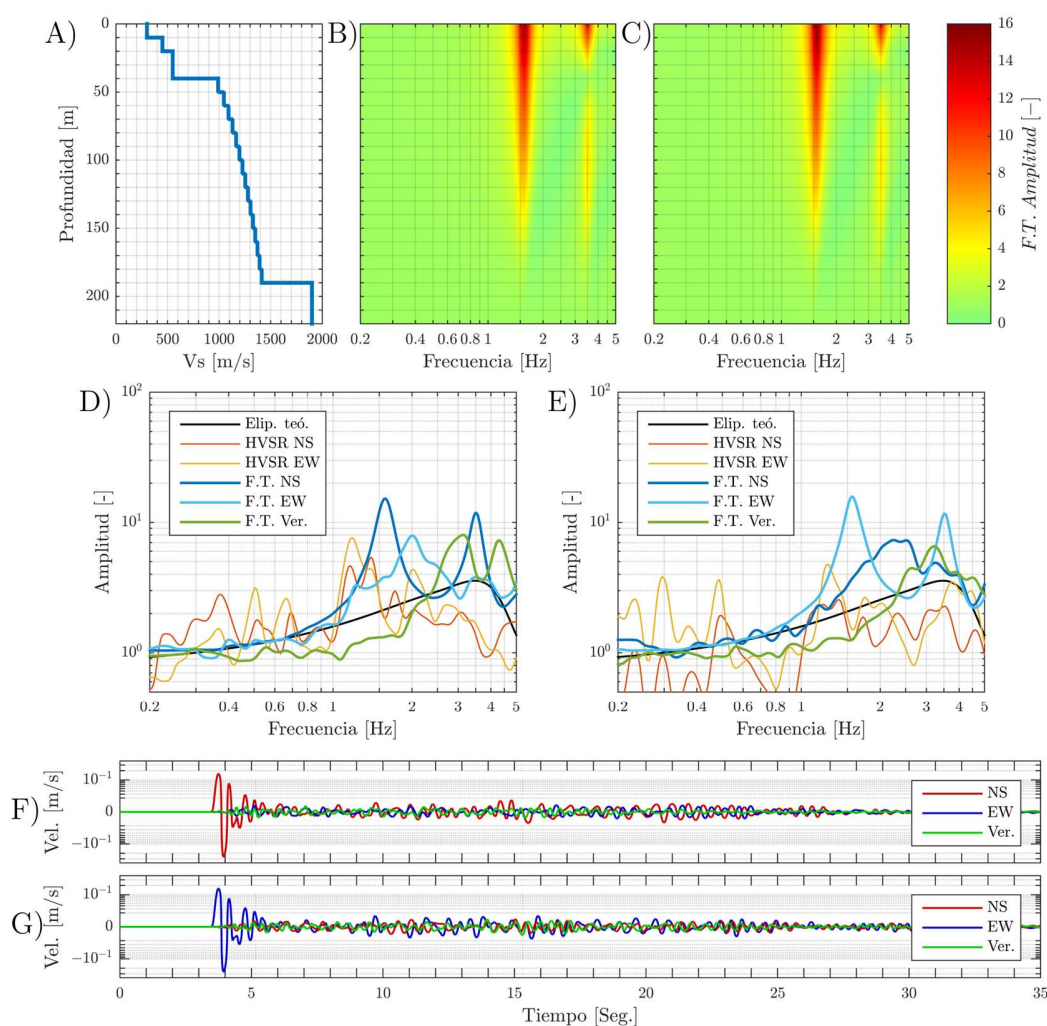 A)
0
50
100
150
200
Profundidad [m]
0 500 1000 1500 2000
Vs [m/s]
B)
0.2 0.4 0.6 0.8 1 2 3 4 5
Frecuencia [Hz]
C)
0.2 0.4 0.6 0.8 1 2 3 4 5
Frecuencia [Hz]
16
14
12
10
8
6
4
2
0
F.T. Amplitud [−]
D)
10²
10¹
10⁰
Amplitud [-]
Elip. teó.
HVSR NS
HVSR EW
F.T. NS
F.T. EW
F.T. Ver.
0.2 0.4 0.6 0.8 1 2 3 4 5
Frecuencia [Hz]
E)
10²
10¹
10⁰
Amplitud [-]
Elip. teó.
HVSR NS
HVSR EW
F.T. NS
F.T. EW
F.T. Ver.
0.2 0.4 0.6 0.8 1 2 3 4 5
Frecuencia [Hz]
F)
Vel. [m/s]
10⁻¹
0
−10⁻¹
NS
EW
Ver.
G)
Vel. [m/s]
10⁻¹
0
−10⁻¹
NS
EW
Ver.
0 5 10 15 20 25 30 35
Tiempo [Seg.]